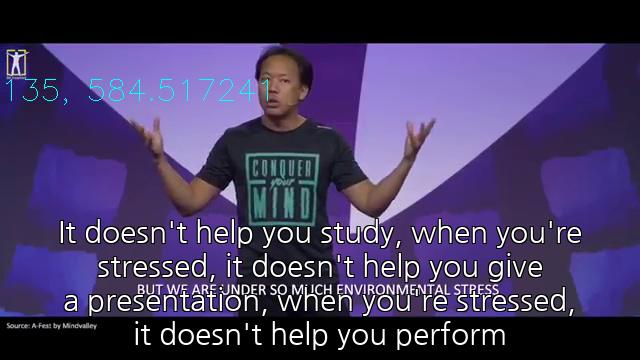 135, 584.517241
CONQUER
your
MIND
It doesn't help you study, when you're
stressed, it doesn't help you give
BUT WE ARE UNDER SO MUCH ENVIRONMENTAL STRESS
a presentation, when you're stressed,
Source: A-Fest by Mindvalley
it doesn't help you perform